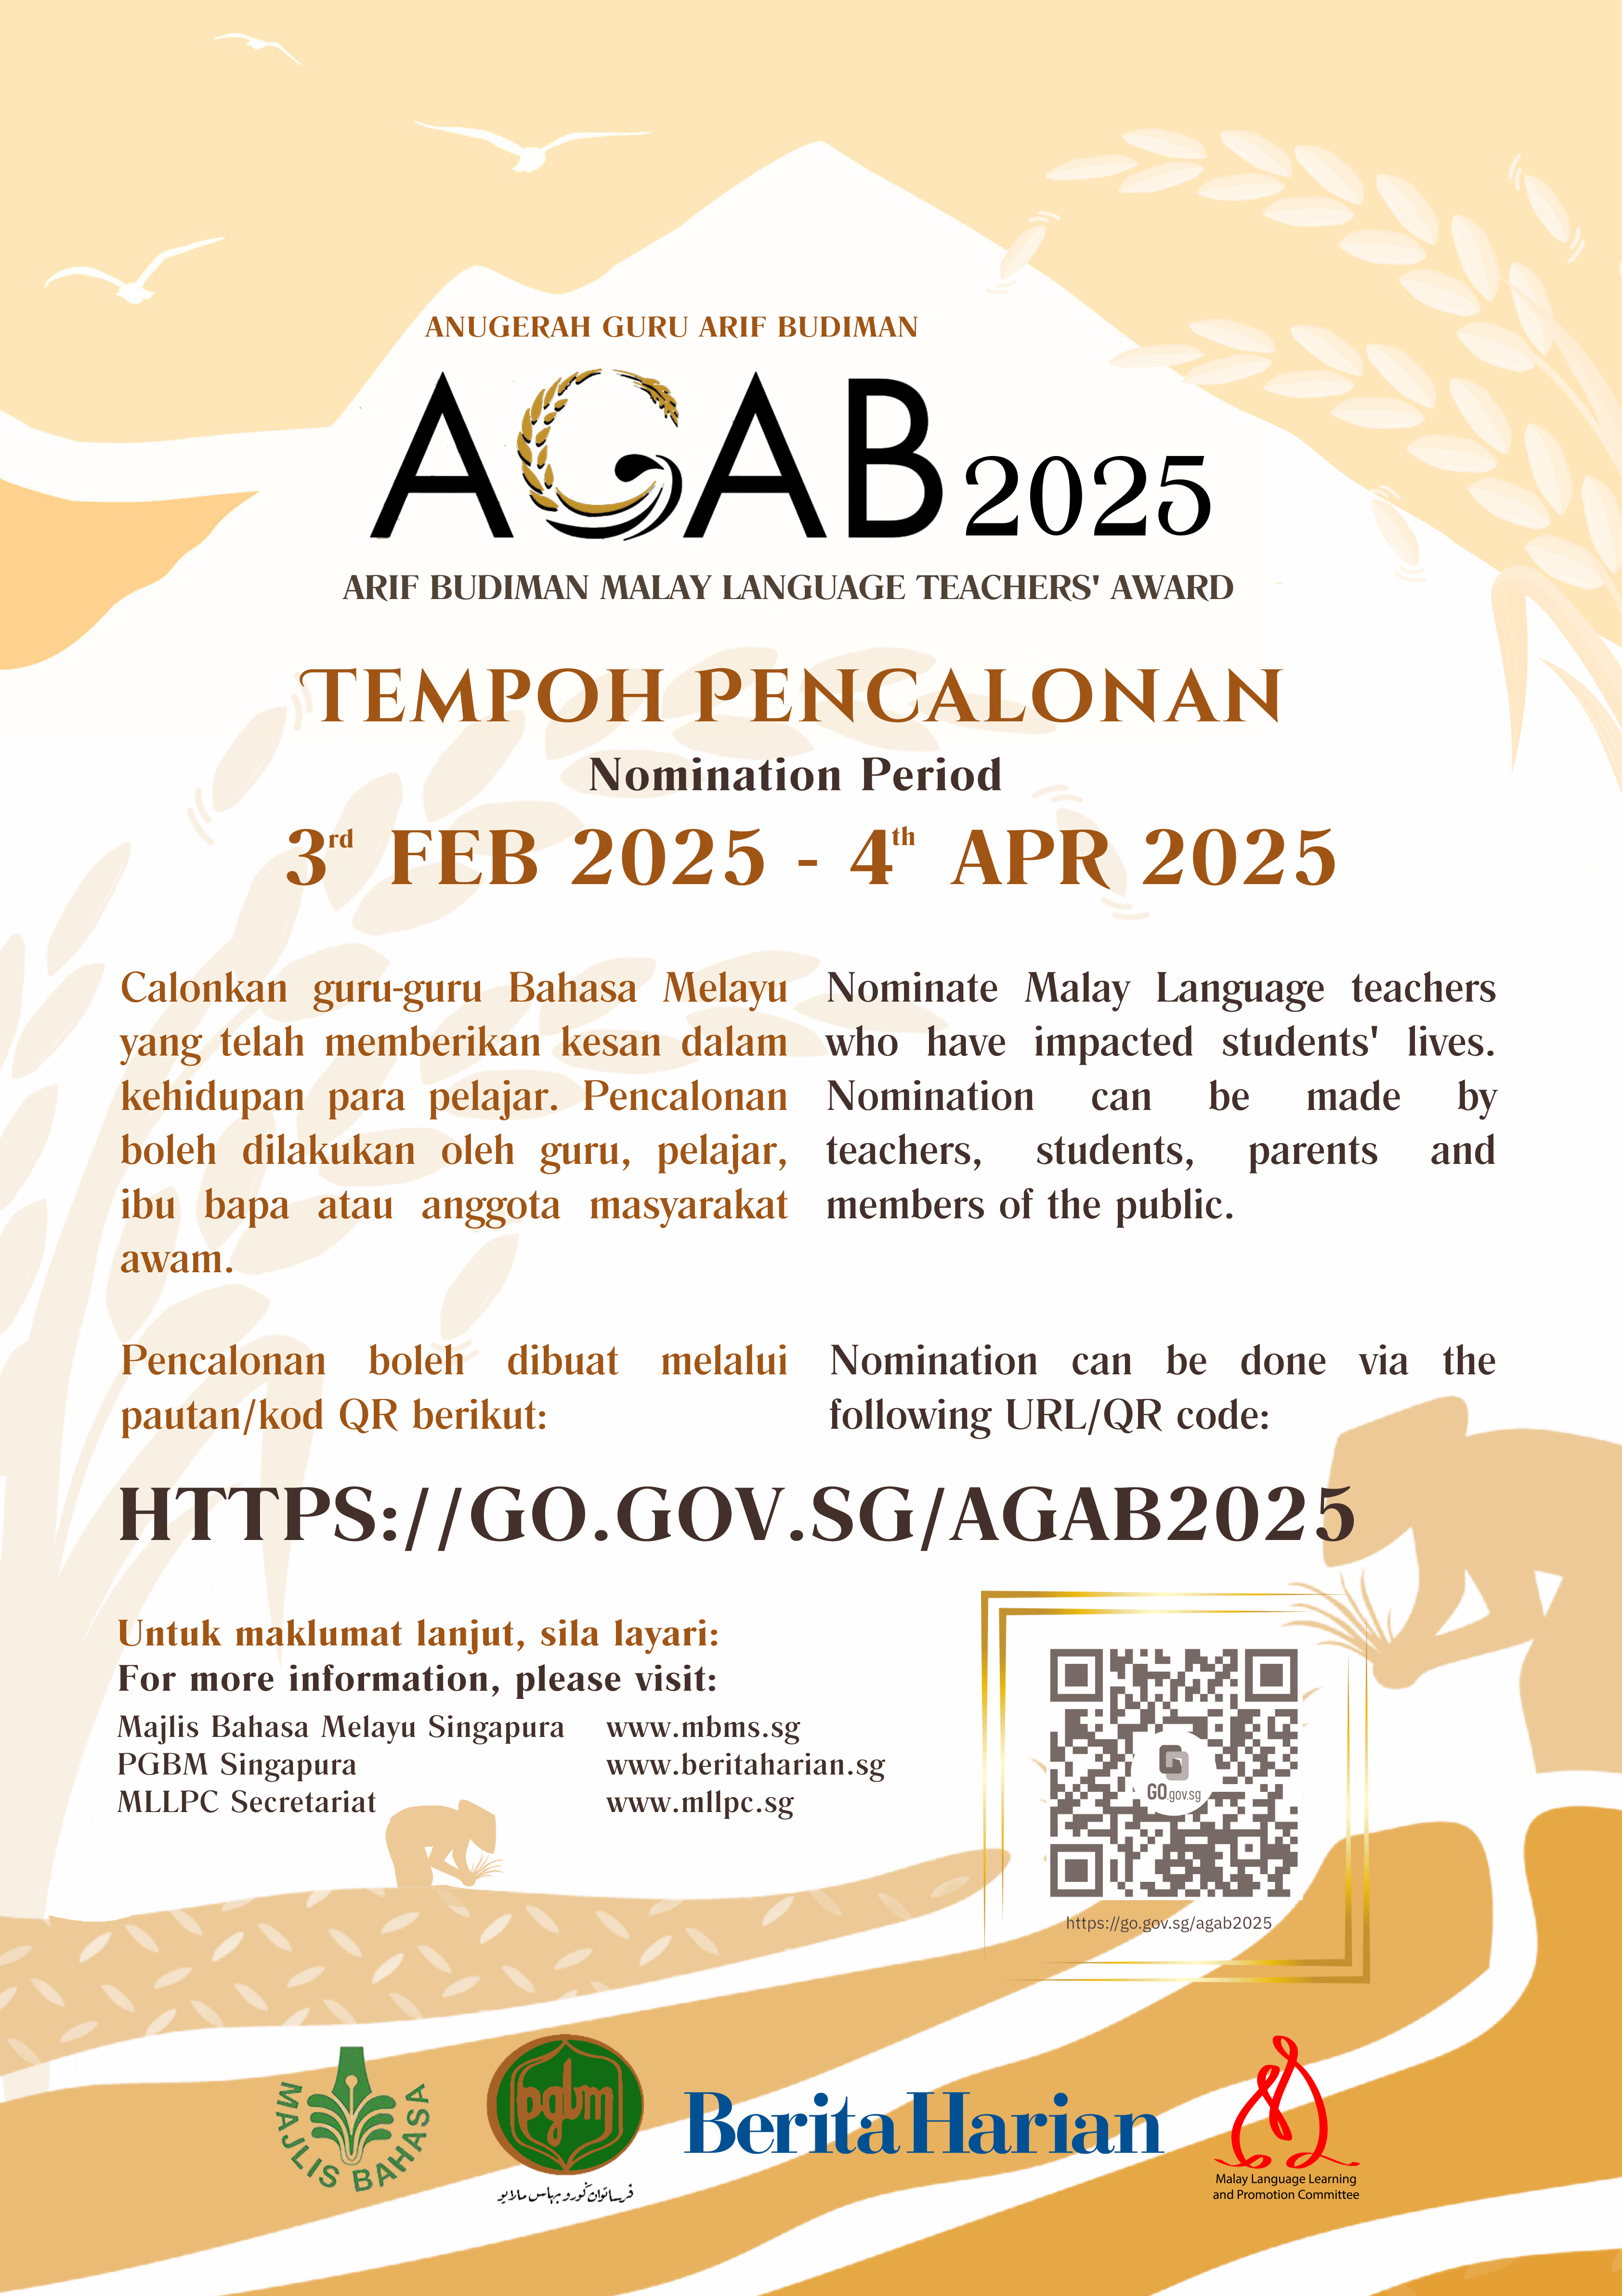 ANUGERAH GURU ARIF BUDIMAN
AGAB 2025
ARIF BUDIMAN MALAY LANGUAGE TEACHERS' AWARD
TEMPOH PENCALONAN
Nomination Period
3rd FEB 2025 - 4th APR 2025
Calonkan guru-guru Bahasa Melayu
yang telah memberikan kesan dalam
kehidupan para pelajar. Pencalonan
boleh dilakukan oleh guru, pelajar,
ibu bapa atau anggota masyarakat
awam.
Nominate Malay Language teachers
who have impacted students' lives.
Nomination can be made by
teachers, students, parents and
members of the public.
Pencalonan boleh dibuat melalui
pautan/kod QR berikut:
Nomination can be done via the
following URL/QR code:
HTTPS://GO.GOV.SG/AGAB2025
Untuk maklumat lanjut, sila layari:
For more information, please visit:
Majlis Bahasa Melayu Singapura www.mbms.sg
PGBM Singapura www.beritaharian.sg
MLLPC Secretariat www.mllpc.sg
GO.gov.sg
https://go.gov.sg/agab2025
MAJLIS BAHASA
pgbm
فرساتوان ݢورو بهاس ملايو
Berita Harian
Malay Language Learning
and Promotion Committee